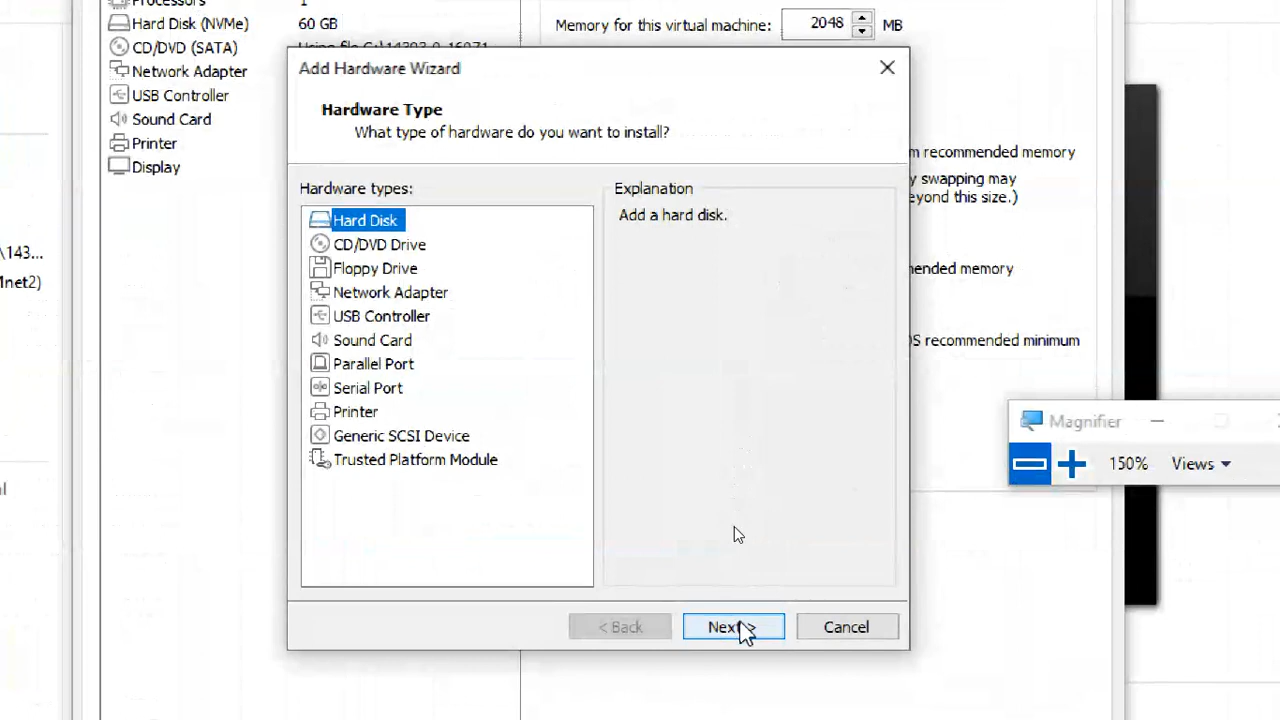 Processors 1
Hard Disk (NVMe) 60 GB
CD/DVD (SATA)
Network Adapter
USB Controller
Sound Card
Printer
Display
Memory for this virtual machine: 2048 MB
Add Hardware Wizard
Hardware Type
What type of hardware do you want to install?
Hardware types:
Hard Disk
CD/DVD Drive
Floppy Drive
Network Adapter
USB Controller
Sound Card
Parallel Port
Serial Port
Printer
Generic SCSI Device
Trusted Platform Module
Explanation
Add a hard disk.
< Back
Next >
Cancel
recommended memory
swapping may
beyond this size.)
memory
recommended minimum
\143...
Magnifier
150% Views